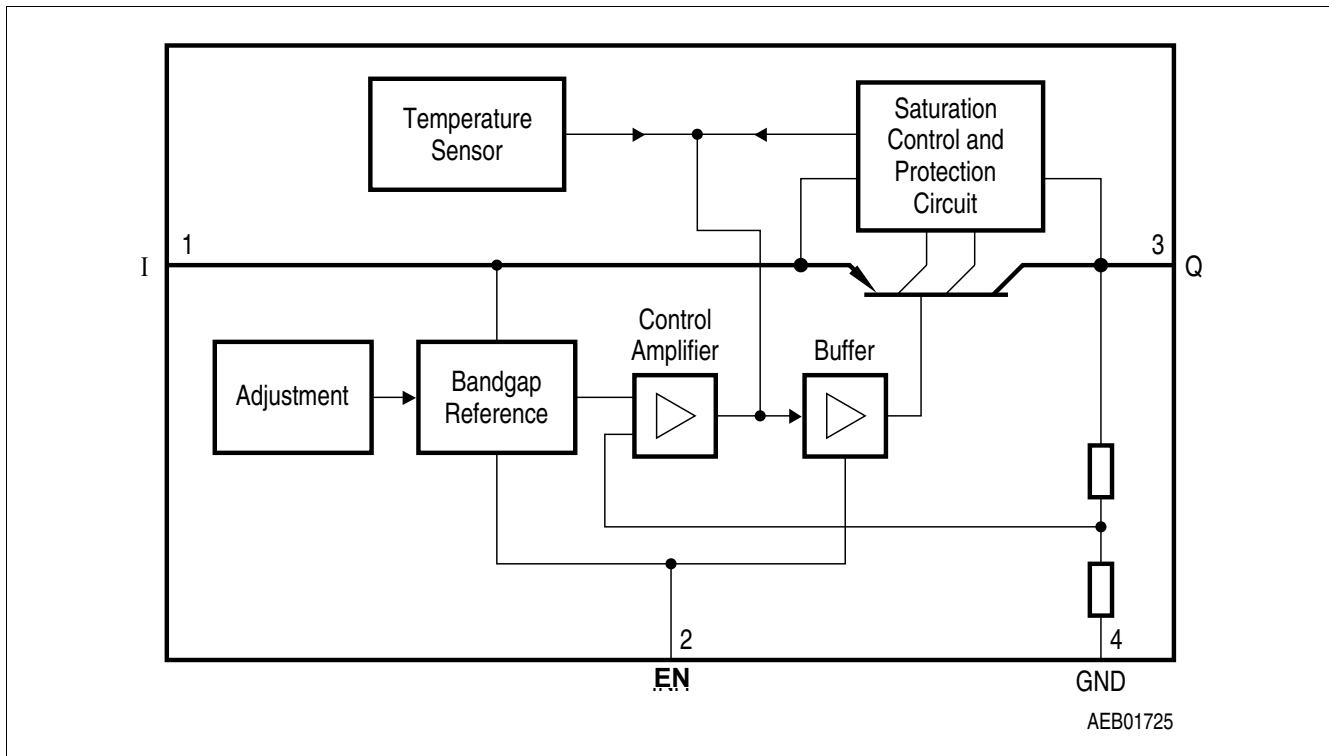 Temperature
Sensor
Saturation
Control and
Protection
Circuit
1
3
I
Q
Control
Amplifier
Buffer
Adjustment
Bandgap
Reference
2
4
EN
GND
AEB01725